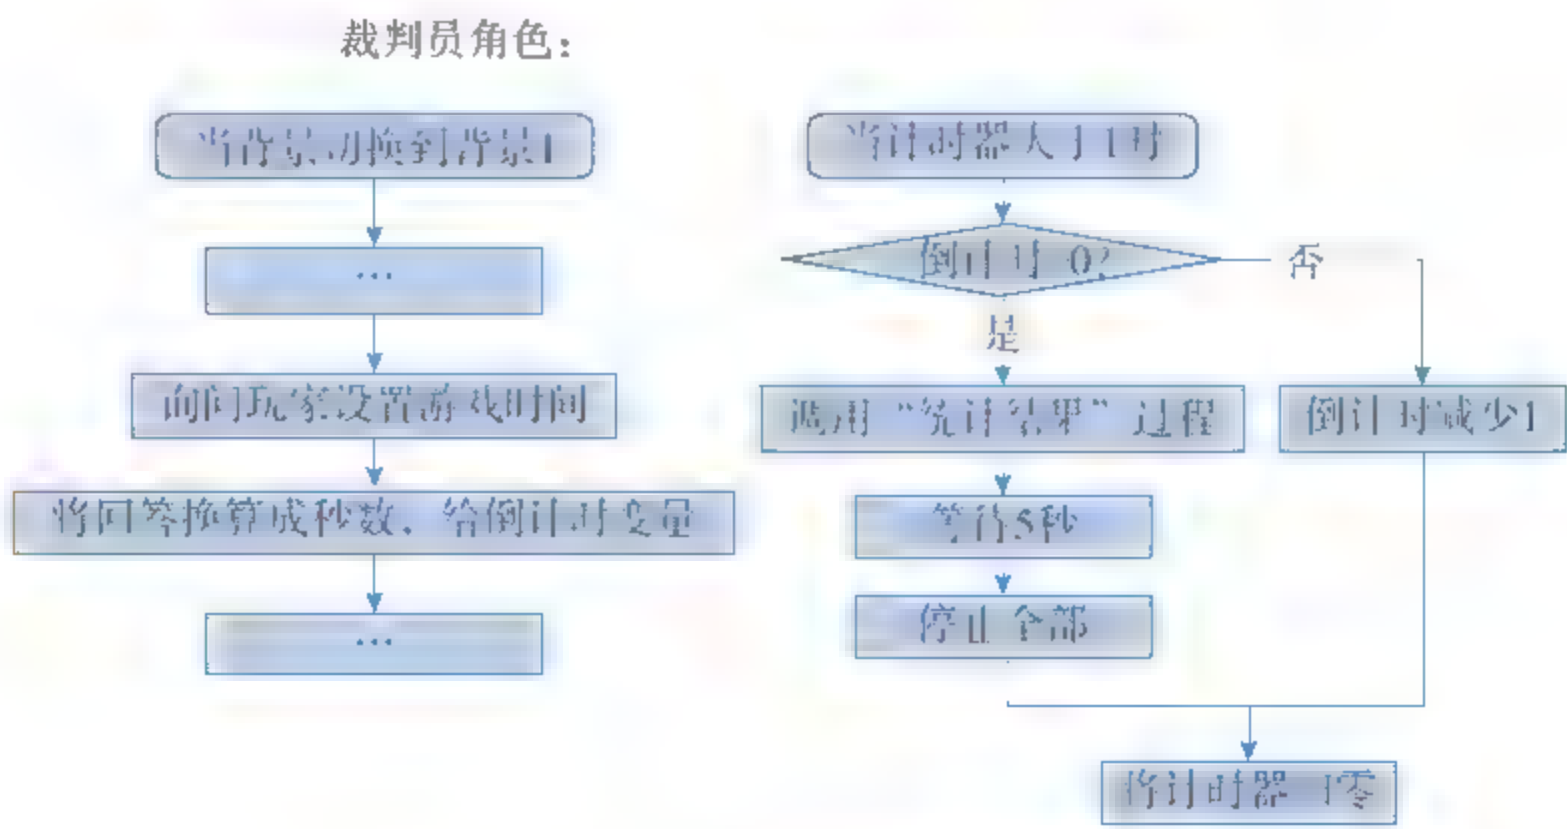 裁判员角色：
当背景切换到背景1
…
询问玩家设置游戏时间
将回答换算成秒数，给倒计时变量
…
当计时器大于1时
倒计时 0?
否
是
调用“统计结果”过程
倒计时减少1
等待5秒
停止全部
将计时器 零